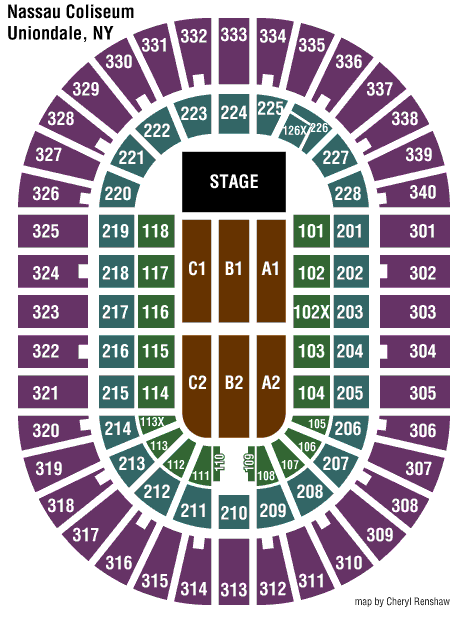 Nassau Coliseum
Uniondale, NY
332 333 334
331 335
330 336
329 337
328 338
327 339
326 340
223 224 225
222 126X 226
221 227
220 228
STAGE
325 219 118 101 201 301
324 218 117 C1 B1 A1 102 202 302
323 217 116 102X 203 303
322 216 115 103 204 304
321 215 114 C2 B2 A2 104 205 305
320 214 113X 105 206 306
113 106
319 213 112 111 110 109 108 107 207 307
318 212 208 308
211 210 209
317 309
316 310
315 314 313 312 311
map by Cheryl Renshaw